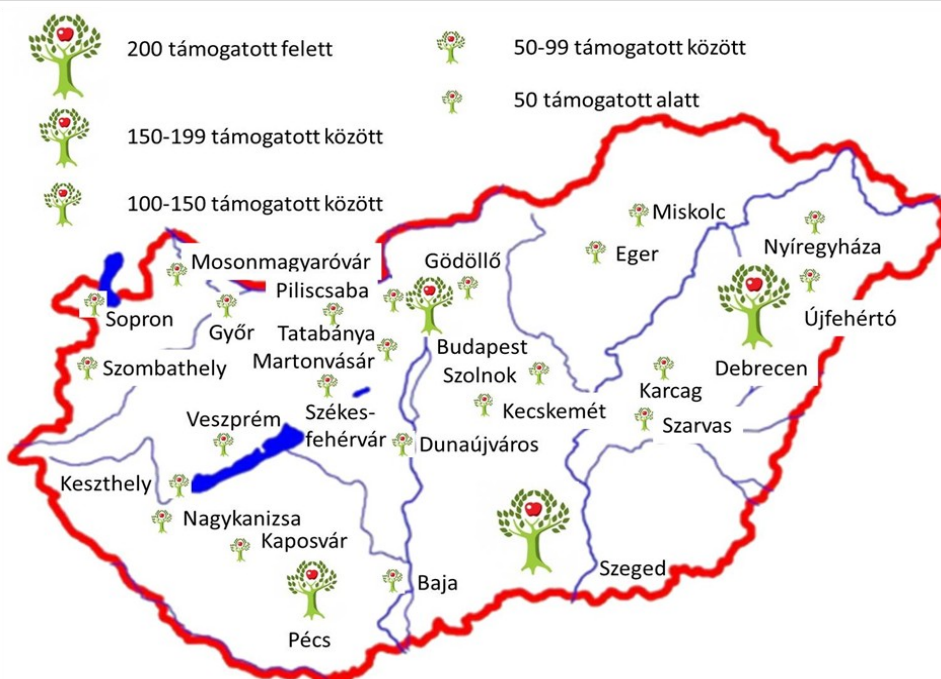 200 támogatott felett
150-199 támogatott között
100-150 támogatott között
50-99 támogatott között
50 támogatott alatt
Miskolc
Eger
Nyíregyháza
Újfehértó
Debrecen
Mosonmagyaróvár
Gödöllő
Piliscsaba
Sopron
Győr
Tatabánya
Martonvásár
Budapest
Szolnok
Szombathely
Karcag
Kecskemét
Szarvas
Veszprém
Székes-
fehérvár
Dunaújváros
Keszthely
Nagykanizsa
Kaposvár
Szeged
Baja
Pécs